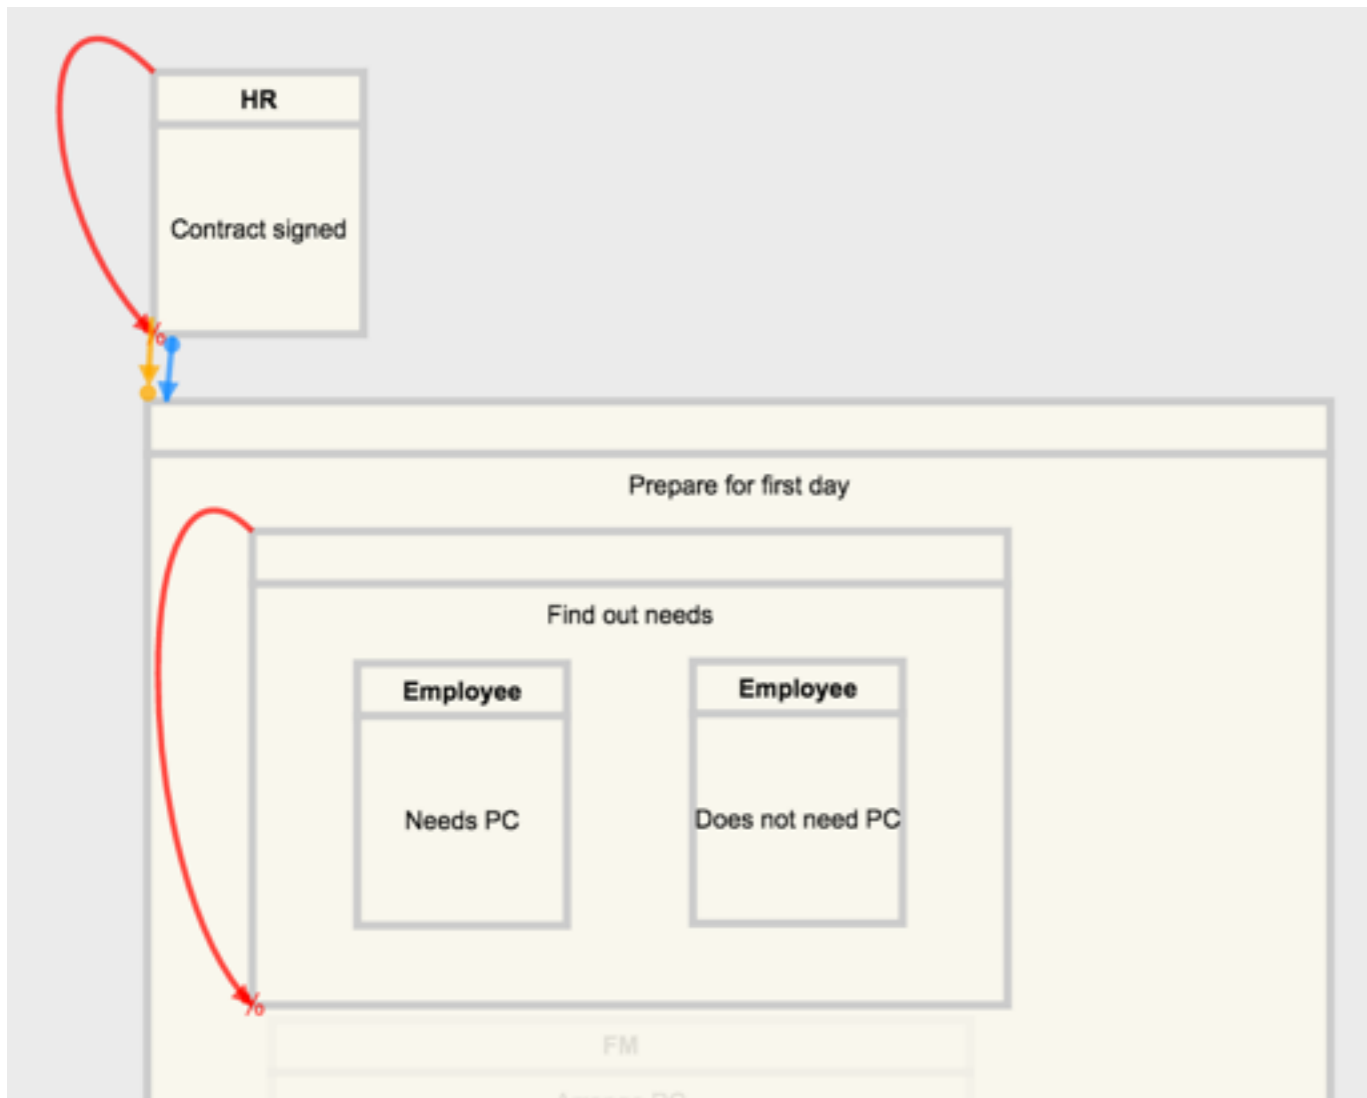 HR
Contract signed
%
Prepare for first day
Find out needs
Employee
Employee
Needs PC
Does not need PC
%
FM